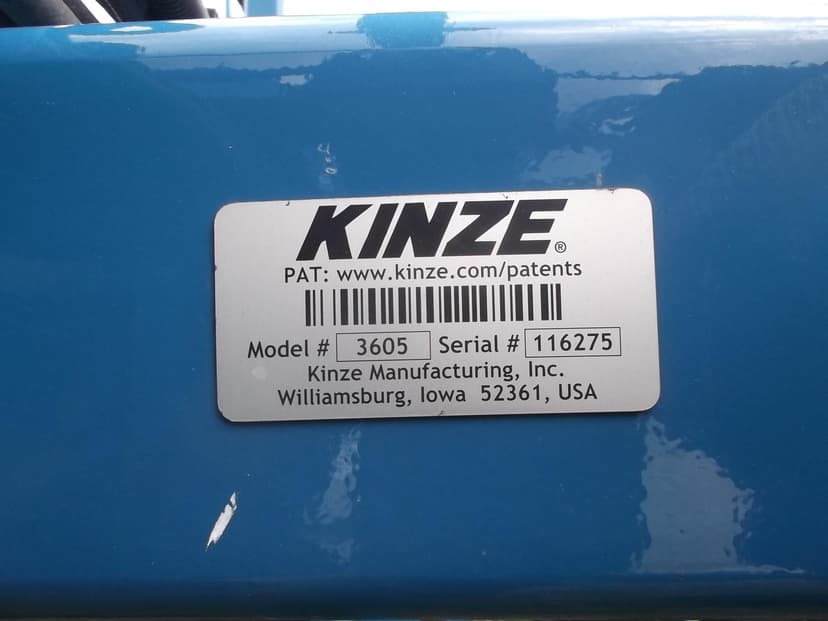 KINZE®
PAT: www.kinze.com/patents
Model # 3605 Serial # 116275
Kinze Manufacturing, Inc.
Williamsburg, Iowa 52361, USA